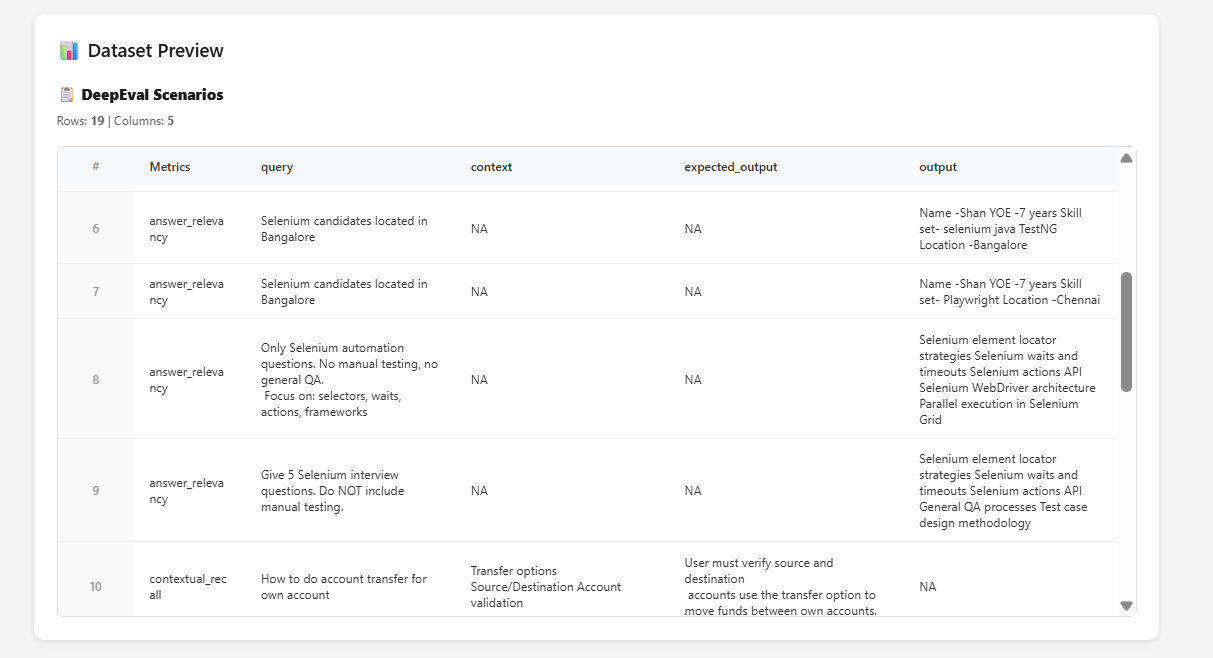 Dataset Preview
DeepEval Scenarios
Rows: 19 | Columns: 5
# Metrics query context expected_output output
6
answer_releva
ncy
Selenium candidates located in
Bangalore
NA
NA
Name -Shan YOE -7 years Skill
set- selenium java TestNG
Location -Bangalore
7
answer_releva
ncy
Selenium candidates located in
Bangalore
NA
NA
Name -Shan YOE -7 years Skill
set- Playwright Location -Chennai
8
answer_releva
ncy
Only Selenium automation
questions. No manual testing, no
general QA.
Focus on: selectors, waits,
actions, frameworks
NA
NA
Selenium element locator
strategies Selenium waits and
timeouts Selenium actions API
Selenium WebDriver architecture
Parallel execution in Selenium
Grid
9
answer_releva
ncy
Give 5 Selenium interview
questions. Do NOT include
manual testing.
NA
NA
Selenium element locator
strategies Selenium waits and
timeouts Selenium actions API
General QA processes Test case
design methodology
10
contextual_rec
all
How to do account transfer for
own account
Transfer options
Source/Destination Account
validation
User must verify source and
destination
accounts use the transfer option to
move funds between own accounts.
NA